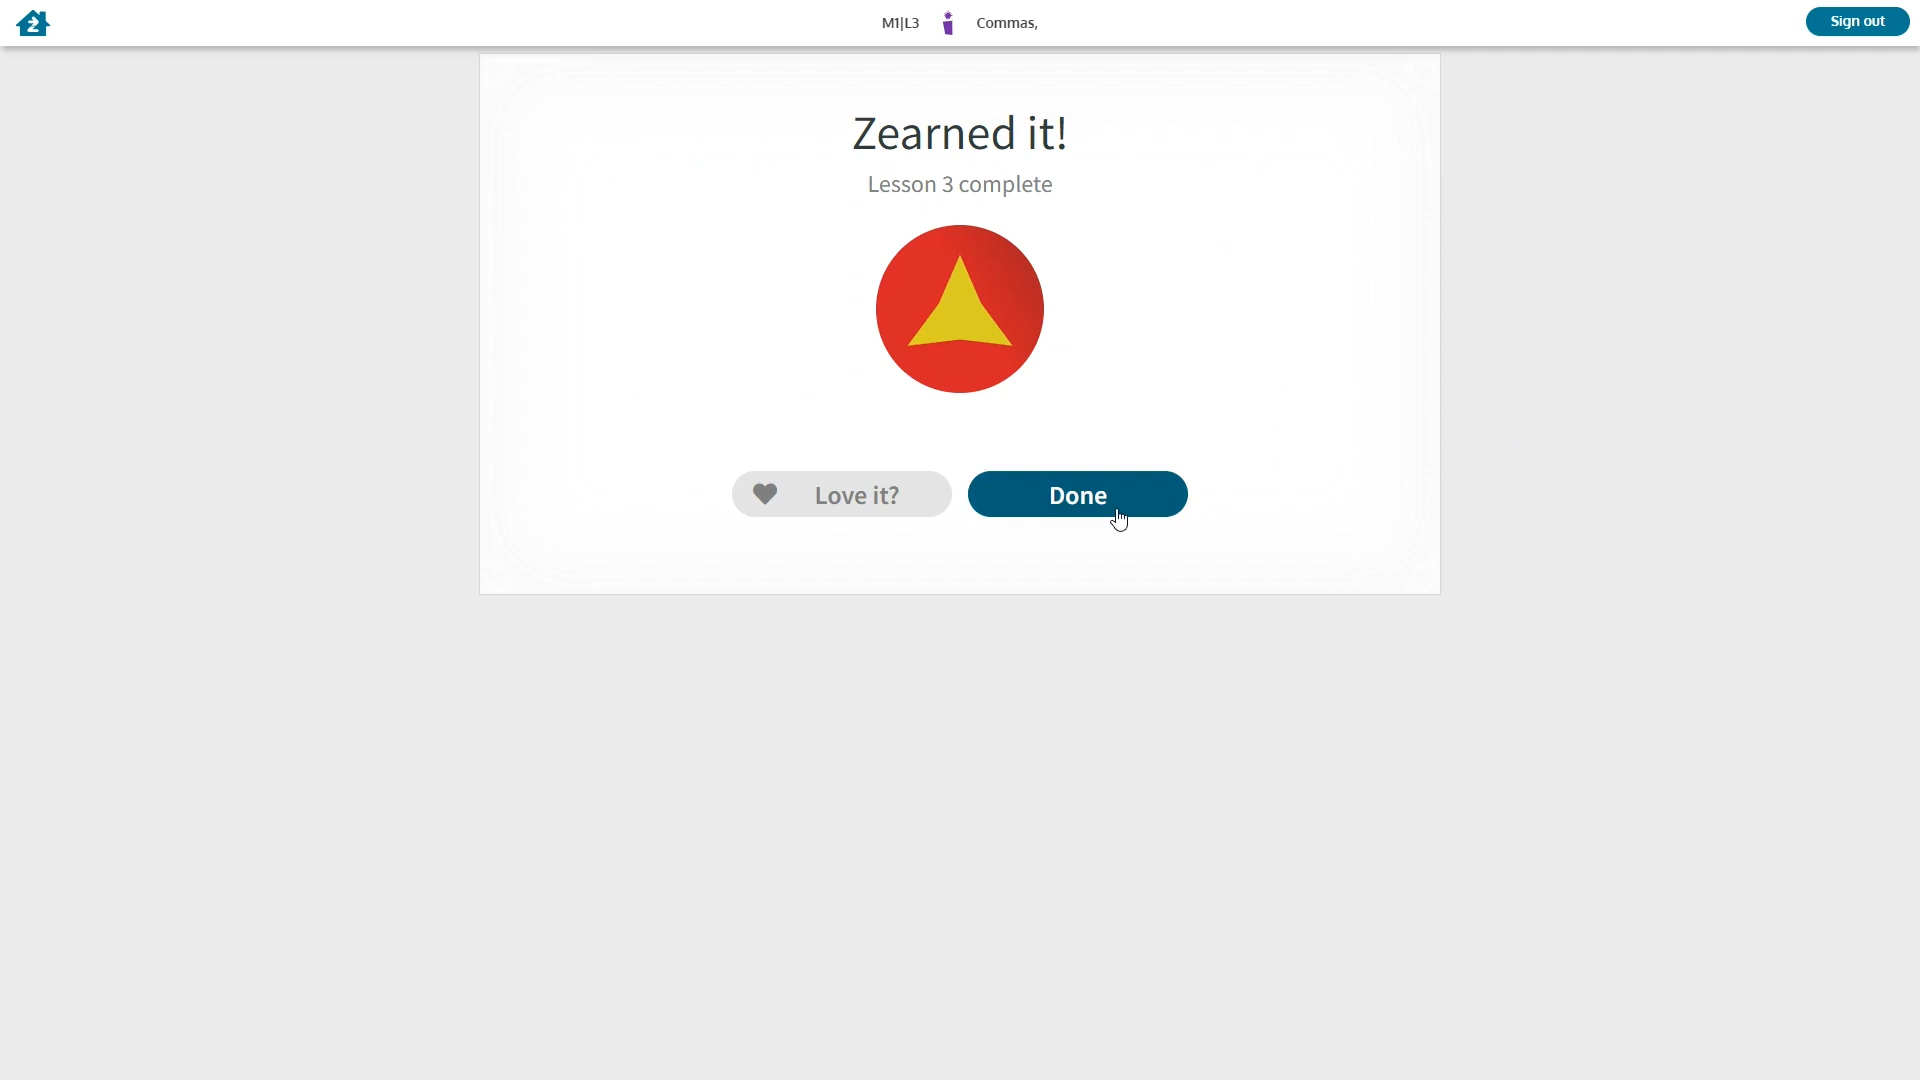 M1|L3
Commas,
Sign out
Zearned it!
Lesson 3 complete
Love it?
Done